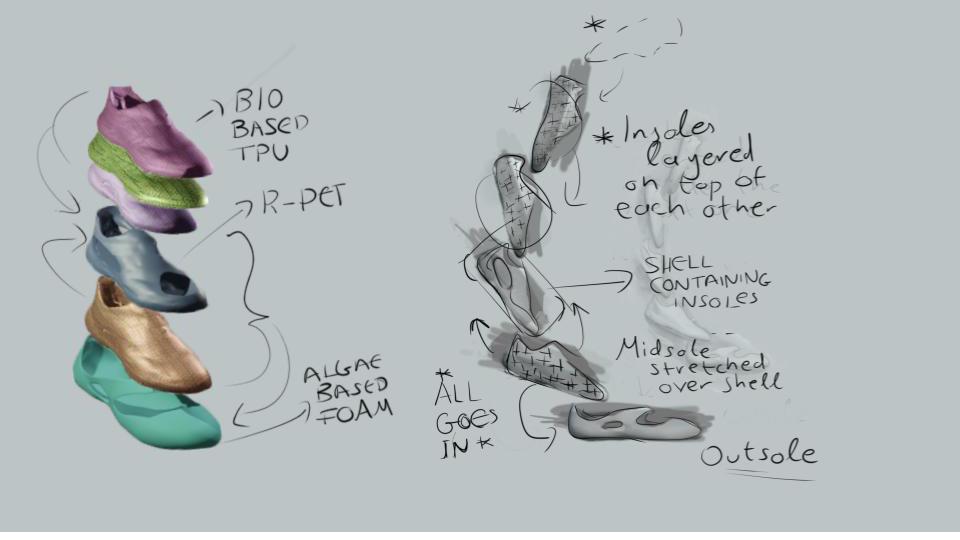 BIO
BASED
TPU
R-PET
ALGAE
BASED
FOAM
* Insoles
layered
on top of
each other
SHELL
CONTAINING
INSOLES
Midsole
stretched
over shell
* ALL
GOES
IN *
Outsole